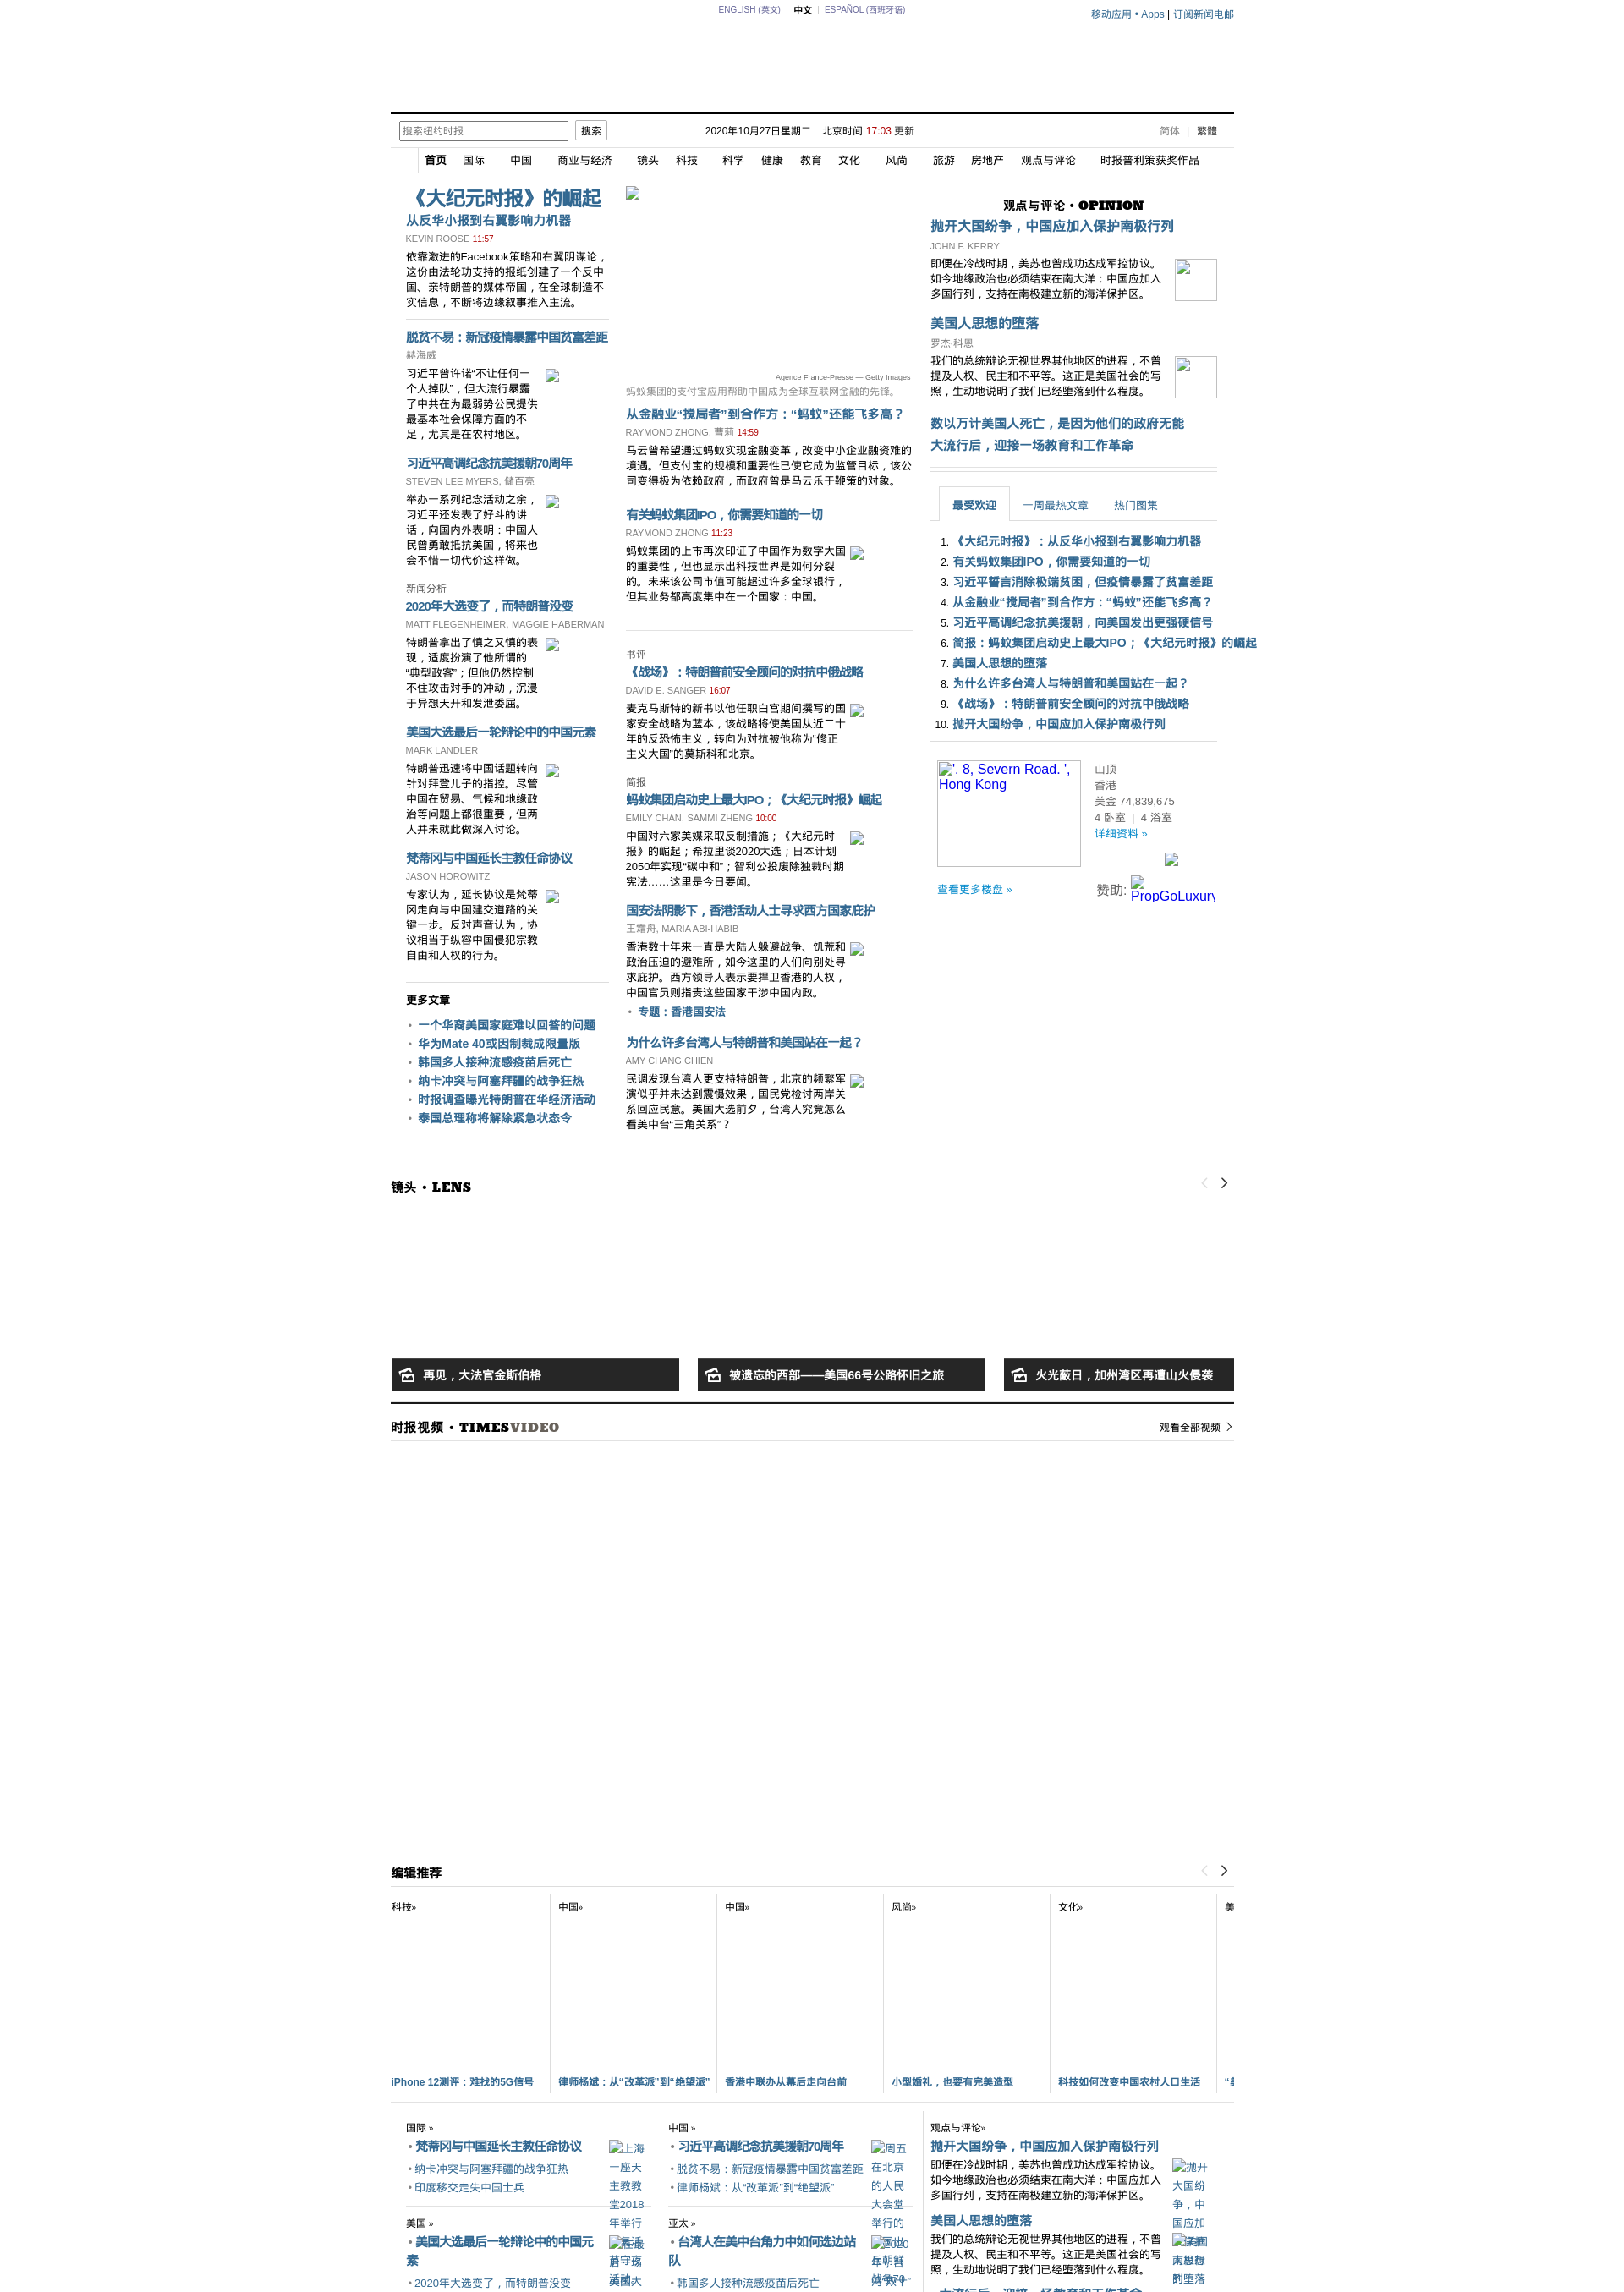 ENGLISH (英文) | 中文 | ESPAÑOL (西班牙语)
移动应用 • Apps | 订阅新闻电邮
搜索纽约时报
搜索
2020年10月27日星期二 北京时间 17:03 更新
简体 | 繁體
首页 国际 中国 商业与经济 镜头 科技 科学 健康 教育 文化 风尚 旅游 房地产 观点与评论 时报普利策获奖作品
《大纪元时报》的崛起
从反华小报到右翼影响力机器
KEVIN ROOSE 11:57
依靠激进的Facebook策略和右翼阴谋论，
这份由法轮功支持的报纸创建了一个反中
国、亲特朗普的媒体帝国，在全球制造不
实信息，不断将边缘叙事推入主流。
脱贫不易：新冠疫情暴露中国贫富差距
赫海威
习近平曾许诺“不让任何一
个人掉队”，但大流行暴露
了中共在为最弱势公民提供
最基本社会保障方面的不
足，尤其是在农村地区。
习近平高调纪念抗美援朝70周年
STEVEN LEE MYERS, 储百亮
举办一系列纪念活动之余，
习近平还发表了好斗的讲
话，向国内外表明：中国人
民曾勇敢抵抗美国，将来也
会不惜一切代价这样做。
新闻分析
2020年大选变了，而特朗普没变
MATT FLEGENHEIMER, MAGGIE HABERMAN
特朗普拿出了慎之又慎的表
现，适度扮演了他所谓的
“典型政客”；但他仍然控制
不住攻击对手的冲动，沉浸
于异想天开和发泄委屈。
美国大选最后一轮辩论中的中国元素
MARK LANDLER
特朗普迅速将中国话题转向
针对拜登儿子的指控。尽管
中国在贸易、气候和地缘政
治等问题上都很重要，但两
人并未就此做深入讨论。
梵蒂冈与中国延长主教任命协议
JASON HOROWITZ
专家认为，延长协议是梵蒂
冈走向与中国建交道路的关
键一步。反对声音认为，协
议相当于纵容中国侵犯宗教
自由和人权的行为。
更多文章
• 一个华裔美国家庭难以回答的问题
• 华为Mate 40或因制裁成限量版
• 韩国多人接种流感疫苗后死亡
• 纳卡冲突与阿塞拜疆的战争狂热
• 时报调查曝光特朗普在华经济活动
• 泰国总理称将解除紧急状态令
Agence France-Presse — Getty Images
蚂蚁集团的支付宝应用帮助中国成为全球互联网金融的先锋。
从金融业“搅局者”到合作方：“蚂蚁”还能飞多高？
RAYMOND ZHONG, 曹莉 14:59
马云曾希望通过蚂蚁实现金融变革，改变中小企业融资难的
境遇。但支付宝的规模和重要性已使它成为监管目标，该公
司变得极为依赖政府，而政府曾是马云乐于鞭策的对象。
有关蚂蚁集团IPO，你需要知道的一切
RAYMOND ZHONG 11:23
蚂蚁集团的上市再次印证了中国作为数字大国
的重要性，但也显示出科技世界是如何分裂
的。未来该公司市值可能超过许多全球银行，
但其业务都高度集中在一个国家：中国。
书评
《战场》：特朗普前安全顾问的对抗中俄战略
DAVID E. SANGER 16:07
麦克马斯特的新书以他任职白宫期间撰写的国
家安全战略为蓝本，该战略将使美国从近二十
年的反恐怖主义，转向为对抗被他称为“修正
主义大国”的莫斯科和北京。
简报
蚂蚁集团启动史上最大IPO；《大纪元时报》崛起
EMILY CHAN, SAMMI ZHENG 10:00
中国对六家美媒采取反制措施；《大纪元时
报》的崛起；希拉里谈2020大选；日本计划
2050年实现“碳中和”；智利公投废除独裁时期
宪法……这里是今日要闻。
国安法阴影下，香港活动人士寻求西方国家庇护
王霜舟, MARIA ABI-HABIB
香港数十年来一直是大陆人躲避战争、饥荒和
政治压迫的避难所，如今这里的人们向别处寻
求庇护。西方领导人表示要捍卫香港的人权，
中国官员则指责这些国家干涉中国内政。
• 专题：香港国安法
为什么许多台湾人与特朗普和美国站在一起？
AMY CHANG CHIEN
民调发现台湾人更支持特朗普，北京的频繁军
演似乎并未达到震慑效果，国民党检讨两岸关
系回应民意。美国大选前夕，台湾人究竟怎么
看美中台“三角关系”？
观点与评论 • OPINION
抛开大国纷争，中国应加入保护南极行列
JOHN F. KERRY
即便在冷战时期，美苏也曾成功达成军控协议。
如今地缘政治也必须结束在南大洋：中国应加入
多国行列，支持在南极建立新的海洋保护区。
美国人思想的堕落
罗杰·科恩
我们的总统辩论无视世界其他地区的进程，不曾
提及人权、民主和不平等。这正是美国社会的写
照，生动地说明了我们已经堕落到什么程度。
数以万计美国人死亡，是因为他们的政府无能
大流行后，迎接一场教育和工作革命
最受欢迎 一周最热文章 热门图集
1. 《大纪元时报》：从反华小报到右翼影响力机器
2. 有关蚂蚁集团IPO，你需要知道的一切
3. 习近平誓言消除极端贫困，但疫情暴露了贫富差距
4. 从金融业“搅局者”到合作方：“蚂蚁”还能飞多高？
5. 习近平高调纪念抗美援朝，向美国发出更强硬信号
6. 简报：蚂蚁集团启动史上最大IPO；《大纪元时报》的崛起
7. 美国人思想的堕落
8. 为什么许多台湾人与特朗普和美国站在一起？
9. 《战场》：特朗普前安全顾问的对抗中俄战略
10. 抛开大国纷争，中国应加入保护南极行列
'. 8, Severn Road. ',
Hong Kong
山顶
香港
美金 74,839,675
4 卧室 | 4 浴室
详细资料 »
查看更多楼盘 »
赞助:
PropGoLuxury
镜头 • LENS
再见，大法官金斯伯格
被遗忘的西部——美国66号公路怀旧之旅
火光蔽日，加州湾区再遭山火侵袭
时报视频 • TIMESVIDEO
观看全部视频
编辑推荐
科技» 中国» 中国» 风尚» 文化» 美
iPhone 12测评：难找的5G信号
律师杨斌：从“改革派”到“绝望派”
香港中联办从幕后走向台前
小型婚礼，也要有完美造型
科技如何改变中国农村人口生活
国际 »
• 梵蒂冈与中国延长主教任命协议
• 纳卡冲突与阿塞拜疆的战争狂热
• 印度移交走失中国士兵
上海
一座天
主教教
堂2018
年举行
美国 »
• 美国大选最后一轮辩论中的中国元
素
• 2020年大选变了，而特朗普没变
中国 »
• 习近平高调纪念抗美援朝70周年
• 脱贫不易：新冠疫情暴露中国贫富差距
• 律师杨斌：从“改革派”到“绝望派”
周五
在北京
的人民
大会堂
举行的
亚太 »
• 台湾人在美中台角力中如何选边站
队
• 韩国多人接种流感疫苗后死亡
观点与评论»
抛开大国纷争，中国应加入保护南极行列
即便在冷战时期，美苏也曾成功达成军控协议。
如今地缘政治也必须结束在南大洋：中国应加入
多国行列，支持在南极建立新的海洋保护区。
抛开
大国纷
争，中
国应加
美国人思想的堕落
我们的总统辩论无视世界其他地区的进程，不曾
提及人权、民主和不平等。这正是美国社会的写
照，生动地说明了我们已经堕落到什么程度。